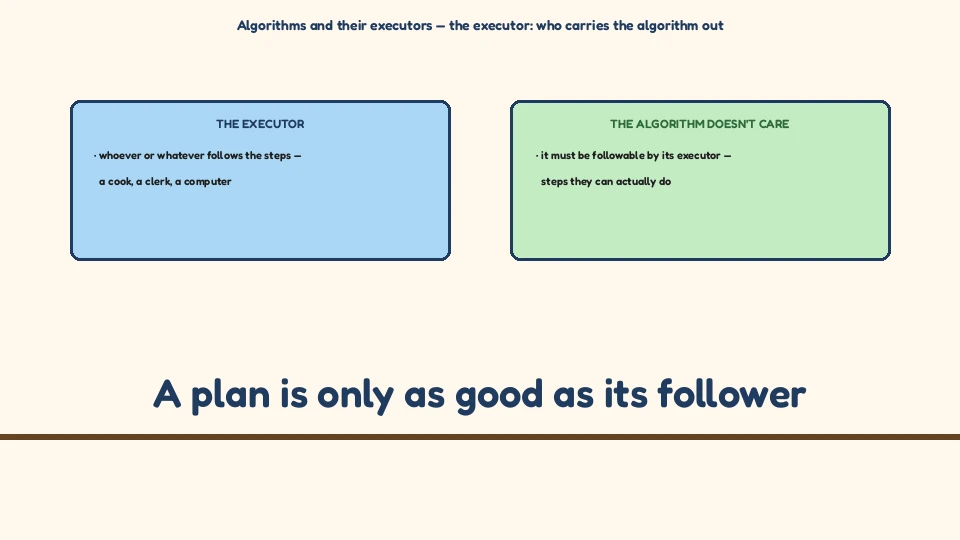 Algorithms and their executors — the executor: who carries the algorithm out
THE EXECUTOR
· whoever or whatever follows the steps —
a cook, a clerk, a computer
THE ALGORITHM DOESN'T CARE
· it must be followable by its executor —
steps they can actually do
A plan is only as good as its follower